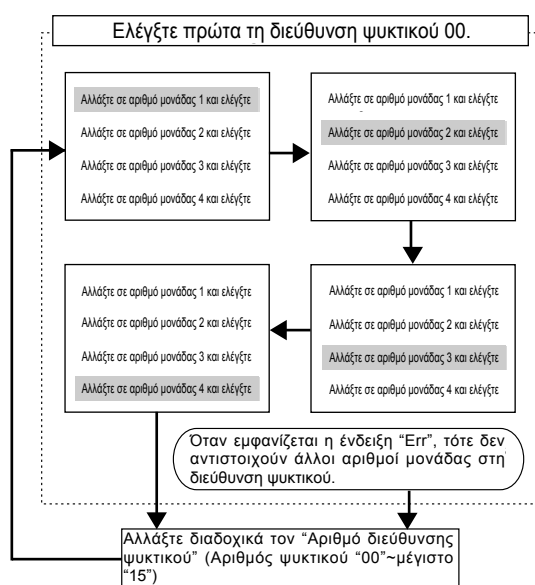 Ελέγξτε πρώτα τη διεύθυνση ψυκτικού 00.
Αλλάξτε σε αριθμό μονάδας 1 και ελέγξτε
Αλλάξτε σε αριθμό μονάδας 2 και ελέγξτε
Αλλάξτε σε αριθμό μονάδας 3 και ελέγξτε
Αλλάξτε σε αριθμό μονάδας 4 και ελέγξτε
Αλλάξτε σε αριθμό μονάδας 1 και ελέγξτε
Αλλάξτε σε αριθμό μονάδας 2 και ελέγξτε
Αλλάξτε σε αριθμό μονάδας 3 και ελέγξτε
Αλλάξτε σε αριθμό μονάδας 4 και ελέγξτε
Αλλάξτε σε αριθμό μονάδας 1 και ελέγξτε
Αλλάξτε σε αριθμό μονάδας 2 και ελέγξτε
Αλλάξτε σε αριθμό μονάδας 3 και ελέγξτε
Αλλάξτε σε αριθμό μονάδας 4 και ελέγξτε
Αλλάξτε σε αριθμό μονάδας 1 και ελέγξτε
Αλλάξτε σε αριθμό μονάδας 2 και ελέγξτε
Αλλάξτε σε αριθμό μονάδας 3 και ελέγξτε
Αλλάξτε σε αριθμό μονάδας 4 και ελέγξτε
Όταν εμφανίζεται η ένδειξη “Err”, τότε δεν
αντιστοιχούν άλλοι αριθμοί μονάδας στη
διεύθυνση ψυκτικού.
Αλλάξτε διαδοχικά τον “Αριθμό διεύθυνσης
ψυκτικού” (Αριθμός ψυκτικού “00”~μέγιστο
“15”)